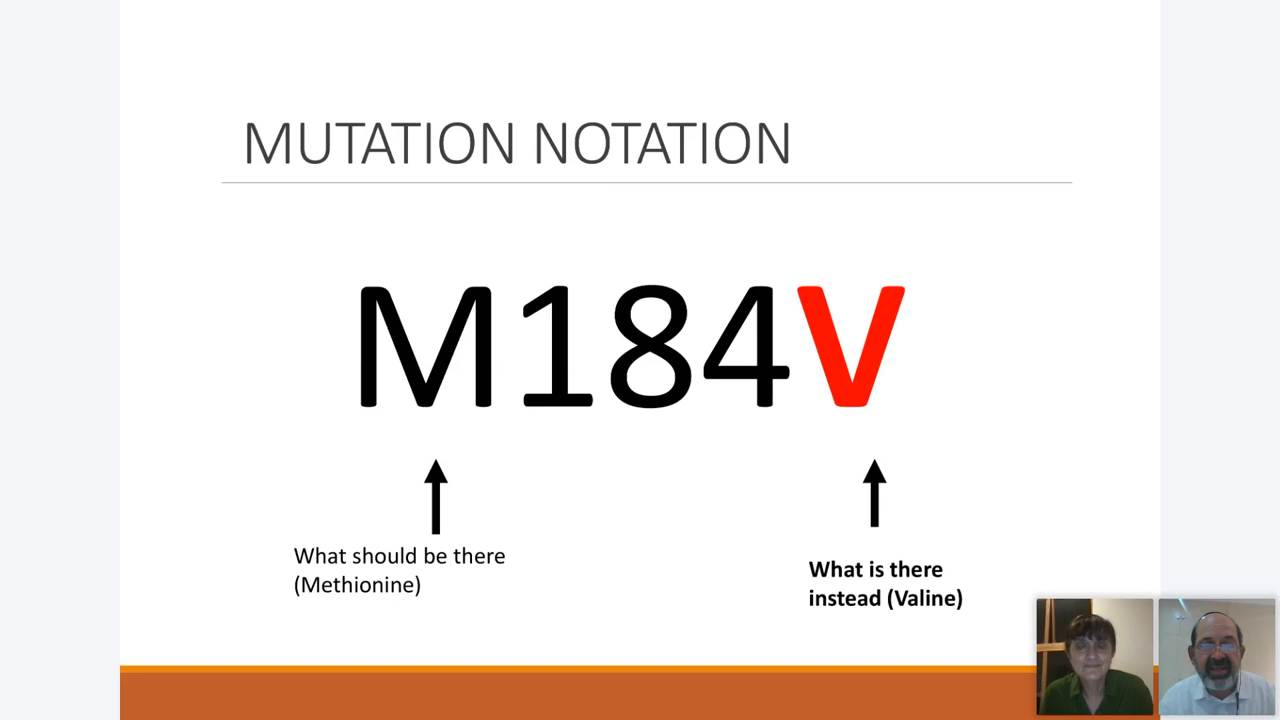 MUTATION NOTATION
M184V
What should be there
(Methionine)
What is there
instead (Valine)